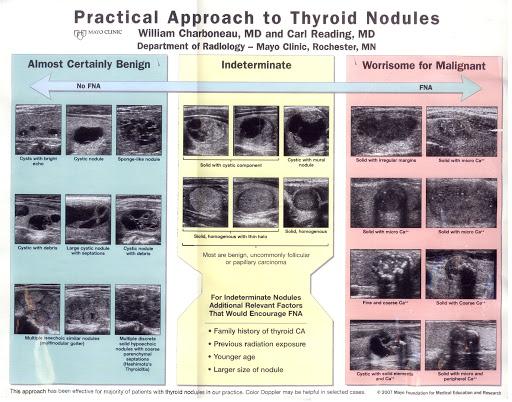 Practical Approach to Thyroid Nodules
MAYO CLINIC
William Charboneau, MD and Carl Reading, MD
Department of Radiology – Mayo Clinic, Rochester, MN
Almost Certainly Benign
Indeterminate
Worrisome for Malignant
No FNA
FNA
Cysts with bright
echo
Cystic nodule
Sponge-like nodule
Cysts with debris
Large cystic nodule
with septations
Cystic nodule
with debris
Multiple isoechoic similar nodules
(multinodular goiter)
Multiple discrete
solid hypoechoic
nodules with coarse
parenchymal
septations
(Hashimoto's
Thyroiditis)
Solid with cystic component
Cystic with mural
nodule
Solid, homogenous with thin halo
Solid, homogenous
Most are benign, uncommonly follicular
or papillary carcinoma
For Indeterminate Nodules
Additional Relevant Factors
That Would Encourage FNA
• Family history of thyroid CA
• Previous radiation exposure
• Younger age
• Larger size of nodule
Solid with irregular margins
Solid with micro Ca⁺⁺
Solid with micro Ca⁺⁺
Solid with micro Ca⁺⁺
Fine and coarse Ca⁺⁺
Solid with Coarse Ca⁺⁺
Cystic with solid elements
and Ca⁺⁺
Solid with micro and
peripheral Ca⁺⁺
This approach has been effective for majority of patients with thyroid nodules in our practice. Color Doppler may be helpful in selected cases.
© 2007 Mayo Foundation for Medical Education and Research